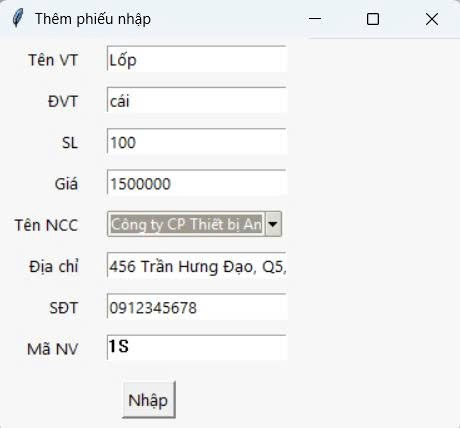 Thêm phiếu nhập
Tên VT Lốp
ĐVT cái
SL 100
Giá 1500000
Tên NCC Công ty CP Thiết bị An
Địa chỉ 456 Trần Hưng Đạo, Q5,
SĐT 0912345678
Mã NV 1S
Nhập